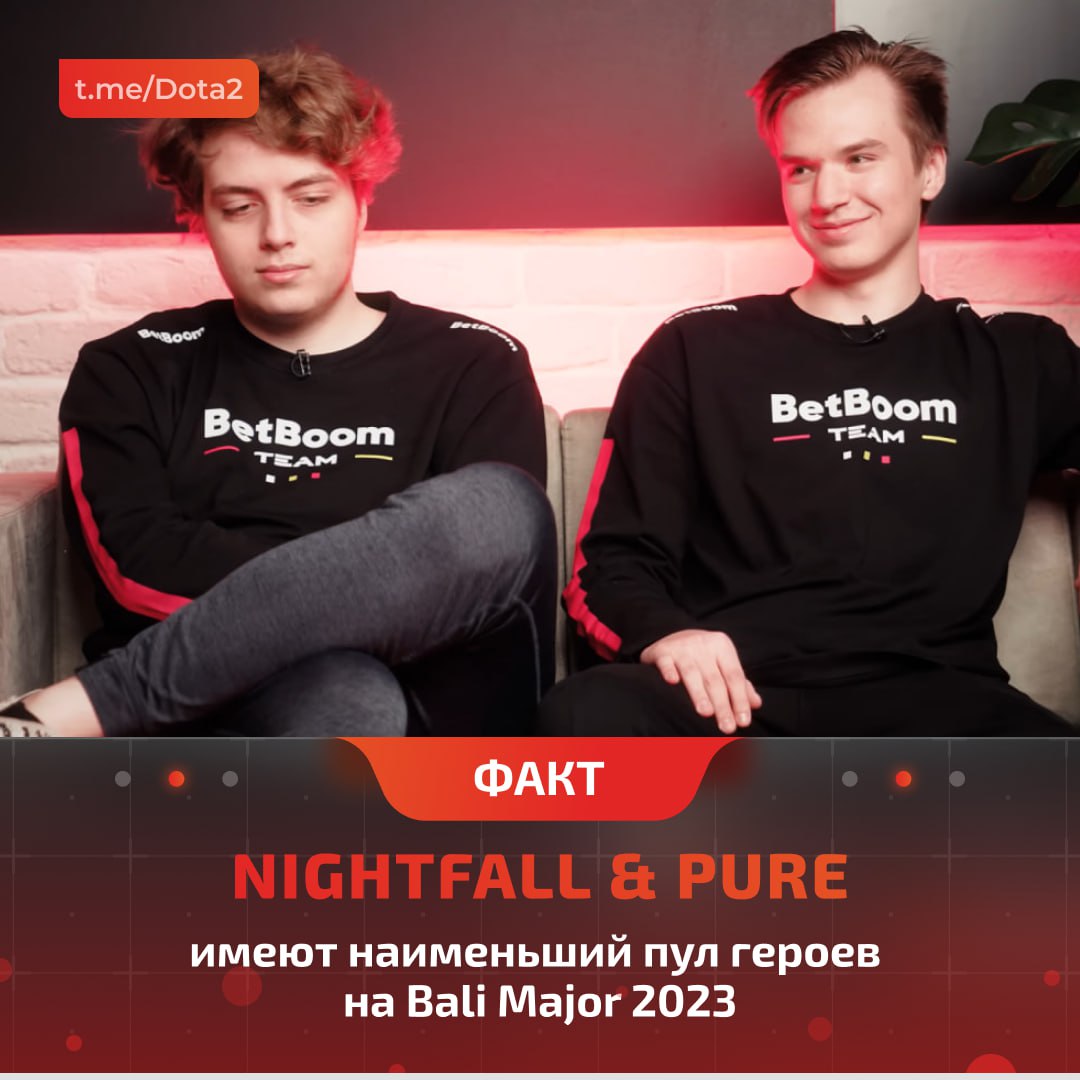 t.me/Dota2
BetBoom
BetBoom
BetBoom
TEAM
BetBoom
BetBoom
TEAM
ФАКТ
NIGHTFALL & PURE
имеют наименьший пул героев
на Bali Major 2023